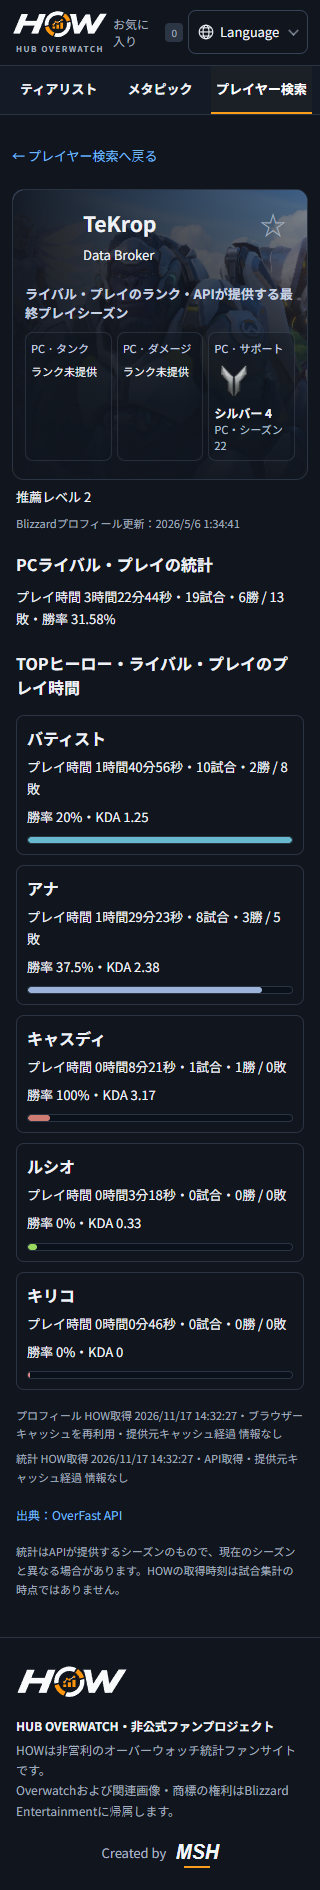 HOW
HUB OVERWATCH
お気に
入り
0
Language
ティアリスト
メタピック
プレイヤー検索
← プレイヤー検索へ戻る
TeKrop
Data Broker
ライバル・プレイのランク・APIが提供する最
終プレイシーズン
PC · タンク
ランク未提供
PC · ダメージ
ランク未提供
PC · サポート
シルバー 4
PC・シーズン
22
推薦レベル 2
Blizzardプロフィール更新：2026/5/6 1:34:41
PCライバル・プレイの統計
プレイ時間 3時間22分44秒・19試合・6勝 / 13
敗・勝率 31.58%
TOPヒーロー・ライバル・プレイのプ
レイ時間
バティスト
プレイ時間 1時間40分56秒・10試合・2勝 / 8
敗
勝率 20%・KDA 1.25
アナ
プレイ時間 1時間29分23秒・8試合・3勝 / 5
敗
勝率 37.5%・KDA 2.38
キャスディ
プレイ時間 0時間8分21秒・1試合・1勝 / 0敗
勝率 100%・KDA 3.17
ルシオ
プレイ時間 0時間3分18秒・0試合・0勝 / 0敗
勝率 0%・KDA 0.33
キリコ
プレイ時間 0時間0分46秒・0試合・0勝 / 0敗
勝率 0%・KDA 0
プロフィール HOW取得 2026/11/17 14:32:27・ブラウザー
キャッシュを再利用・提供元キャッシュ経過 情報なし
統計 HOW取得 2026/11/17 14:32:27・API取得・提供元キ
ャッシュ経過 情報なし
出典：OverFast API
統計はAPIが提供するシーズンのもので、現在のシーズン
と異なる場合があります。HOWの取得時刻は試合集計の
時点ではありません。
HOW
HUB OVERWATCH・非公式ファンプロジェクト
HOWは非営利のオーバーウォッチ統計ファンサイト
です。
Overwatchおよび関連画像・商標の権利はBlizzard
Entertainmentに帰属します。
Created by MSH